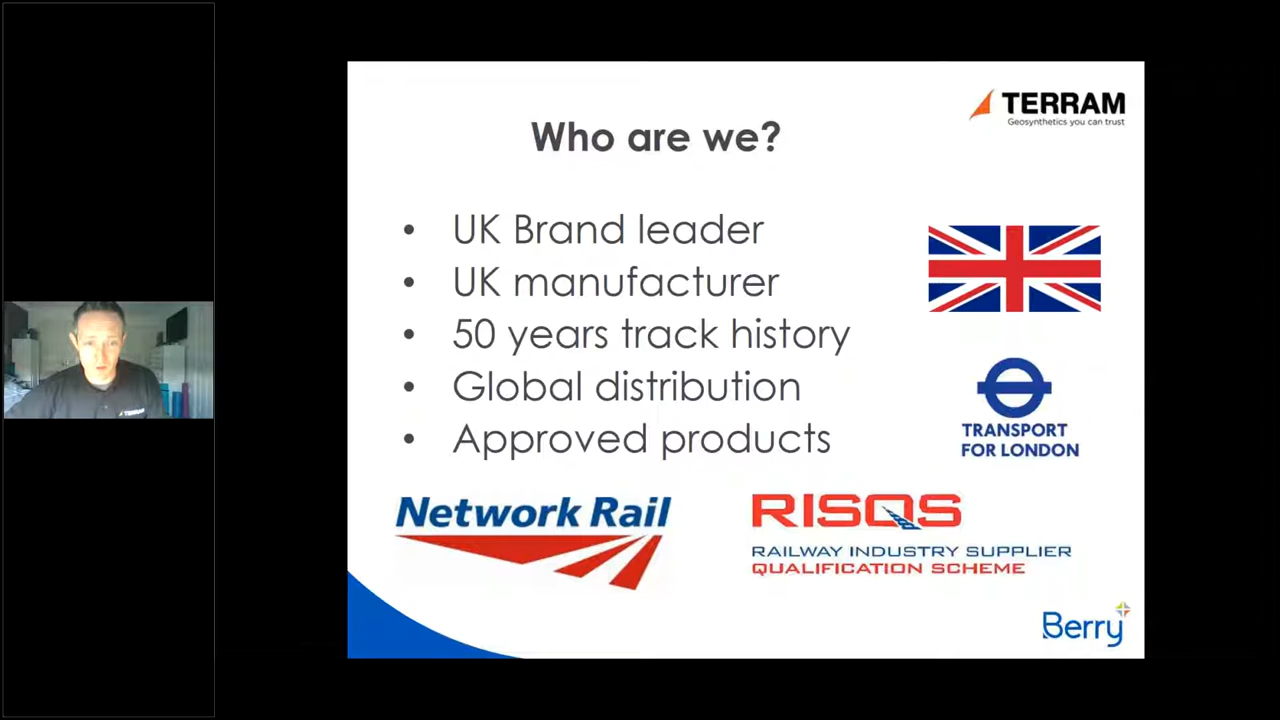 TERRAM
Geosynthetics you can trust
Who are we?
• UK Brand leader
• UK manufacturer
• 50 years track history
• Global distribution
• Approved products
TRANSPORT
FOR LONDON
Network Rail
RISQS
RAILWAY INDUSTRY SUPPLIER
QUALIFICATION SCHEME
Berry
TERRAM